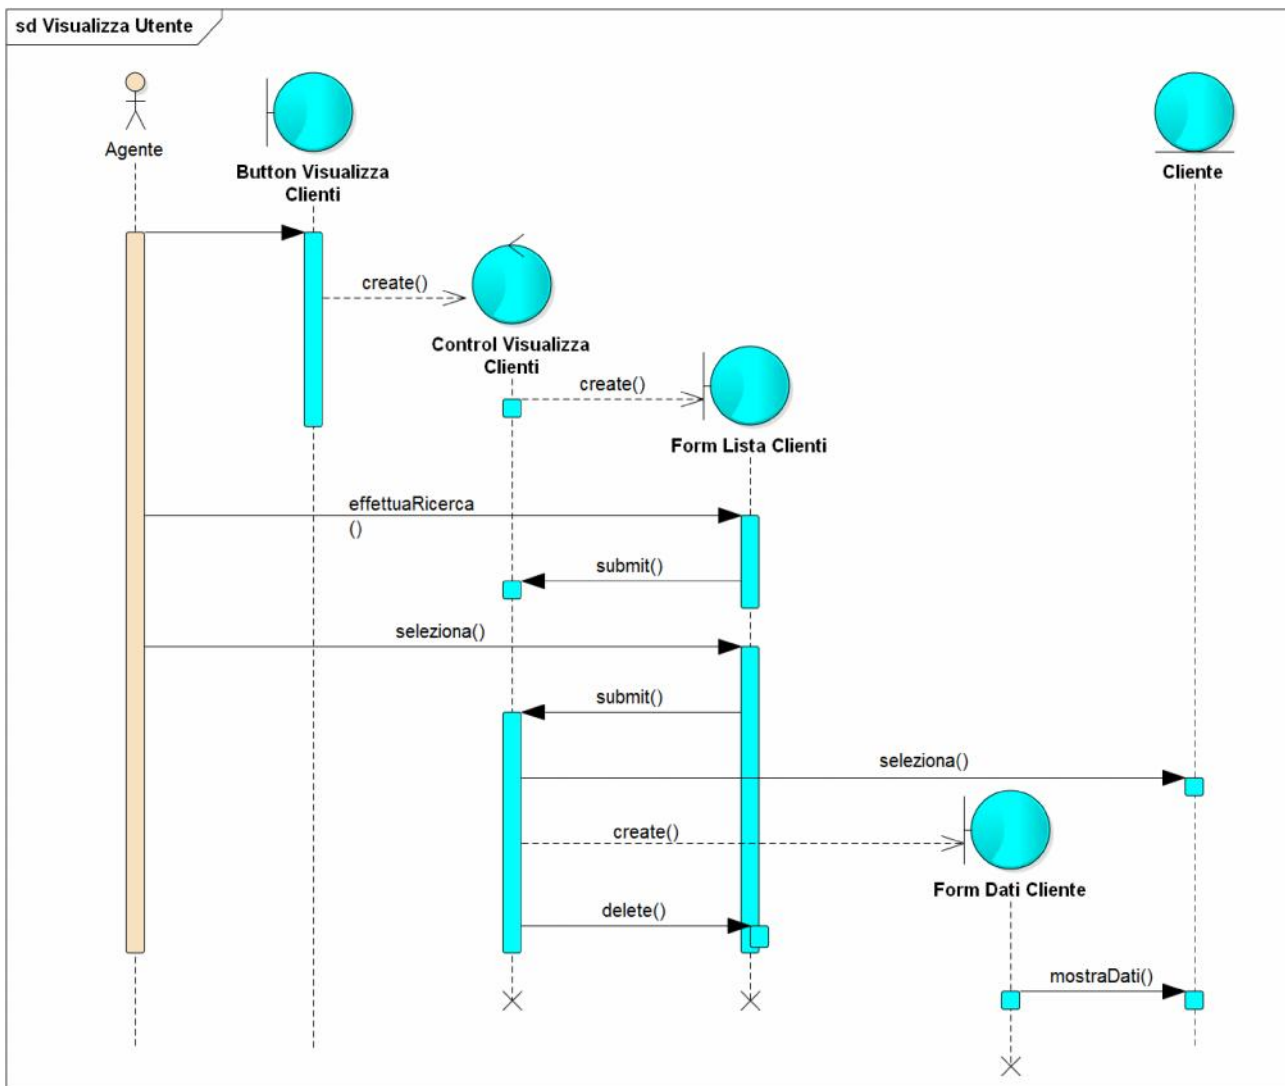 sd Visualizza Utente
Agente
Button Visualizza
Clienti
Cliente
create()
Control Visualizza
Clienti
create()
Form Lista Clienti
effettuaRicerca
()
submit()
seleziona()
submit()
seleziona()
create()
Form Dati Cliente
delete()
mostraDati()